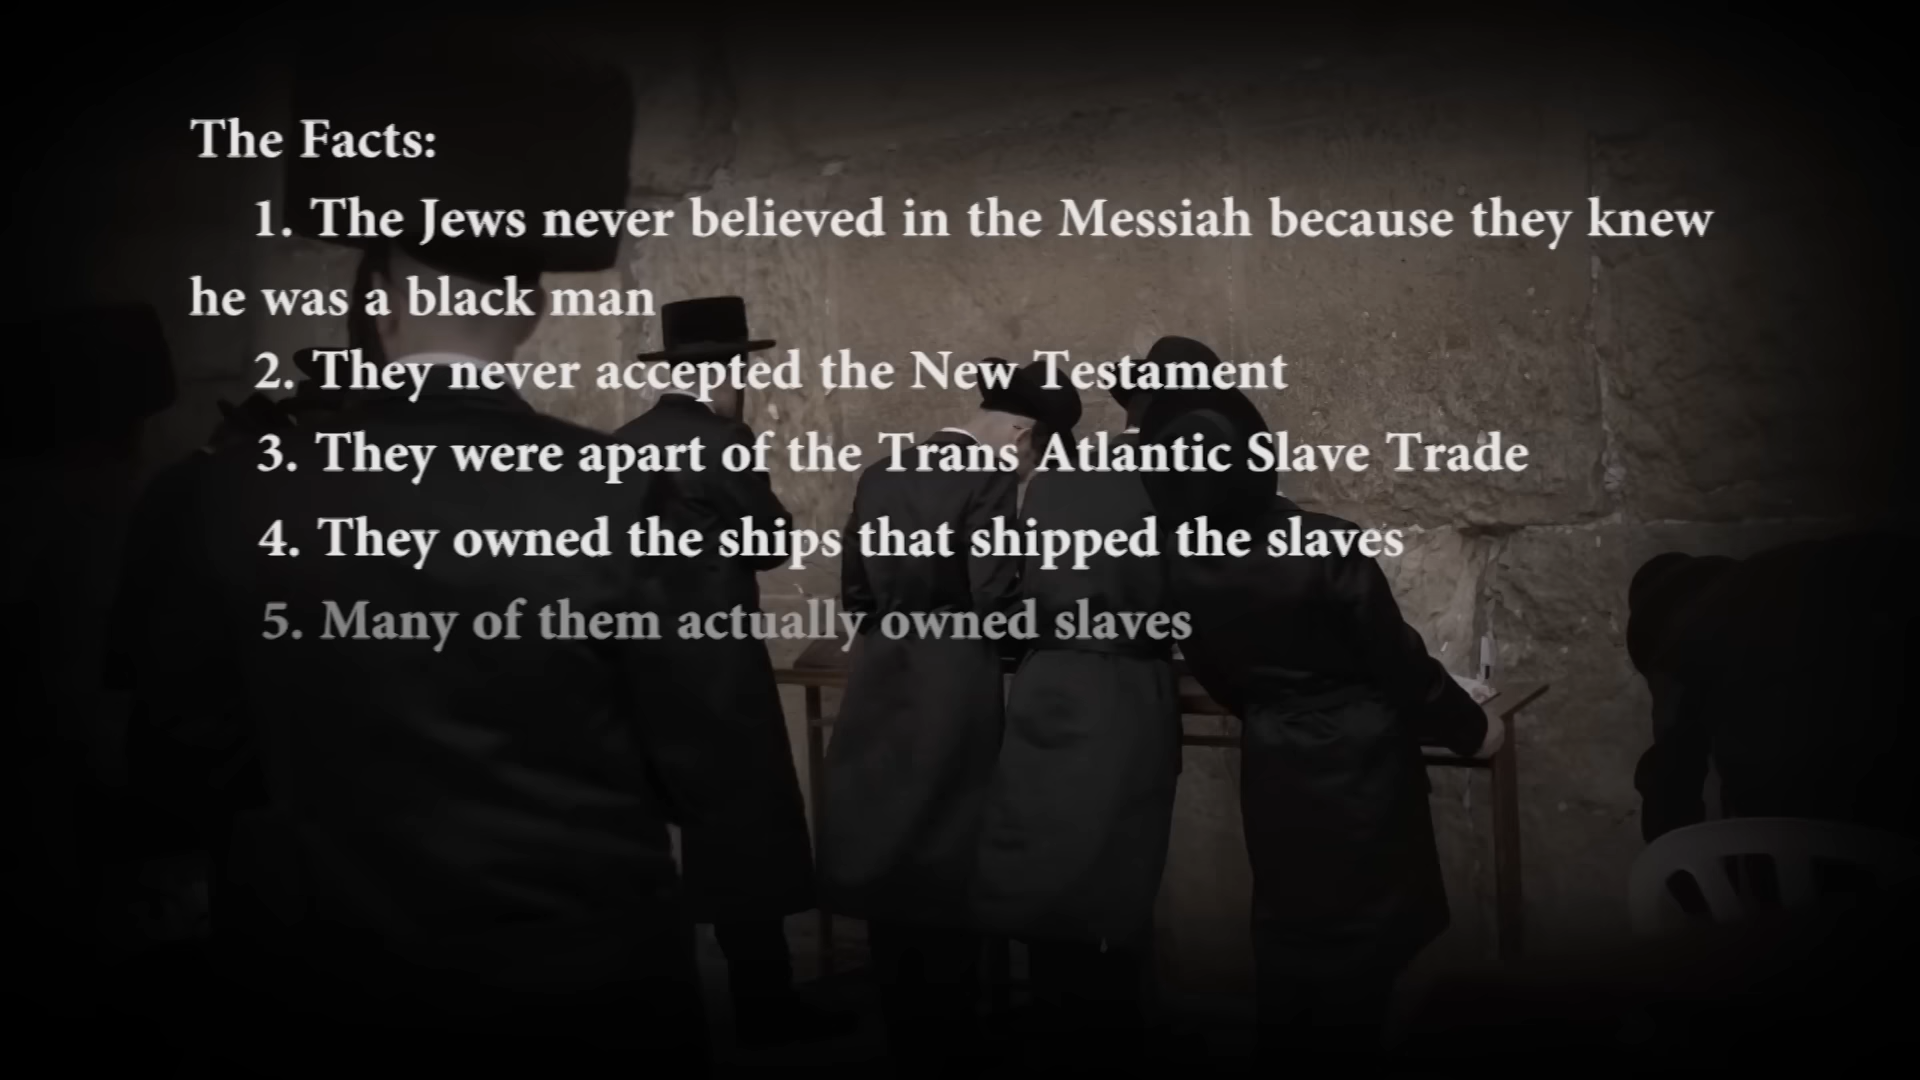 The Facts:
1. The Jews never believed in the Messiah because they knew
he was a black man
2. They never accepted the New Testament
3. They were apart of the Trans Atlantic Slave Trade
4. They owned the ships that shipped the slaves
5. Many of them actually owned slaves